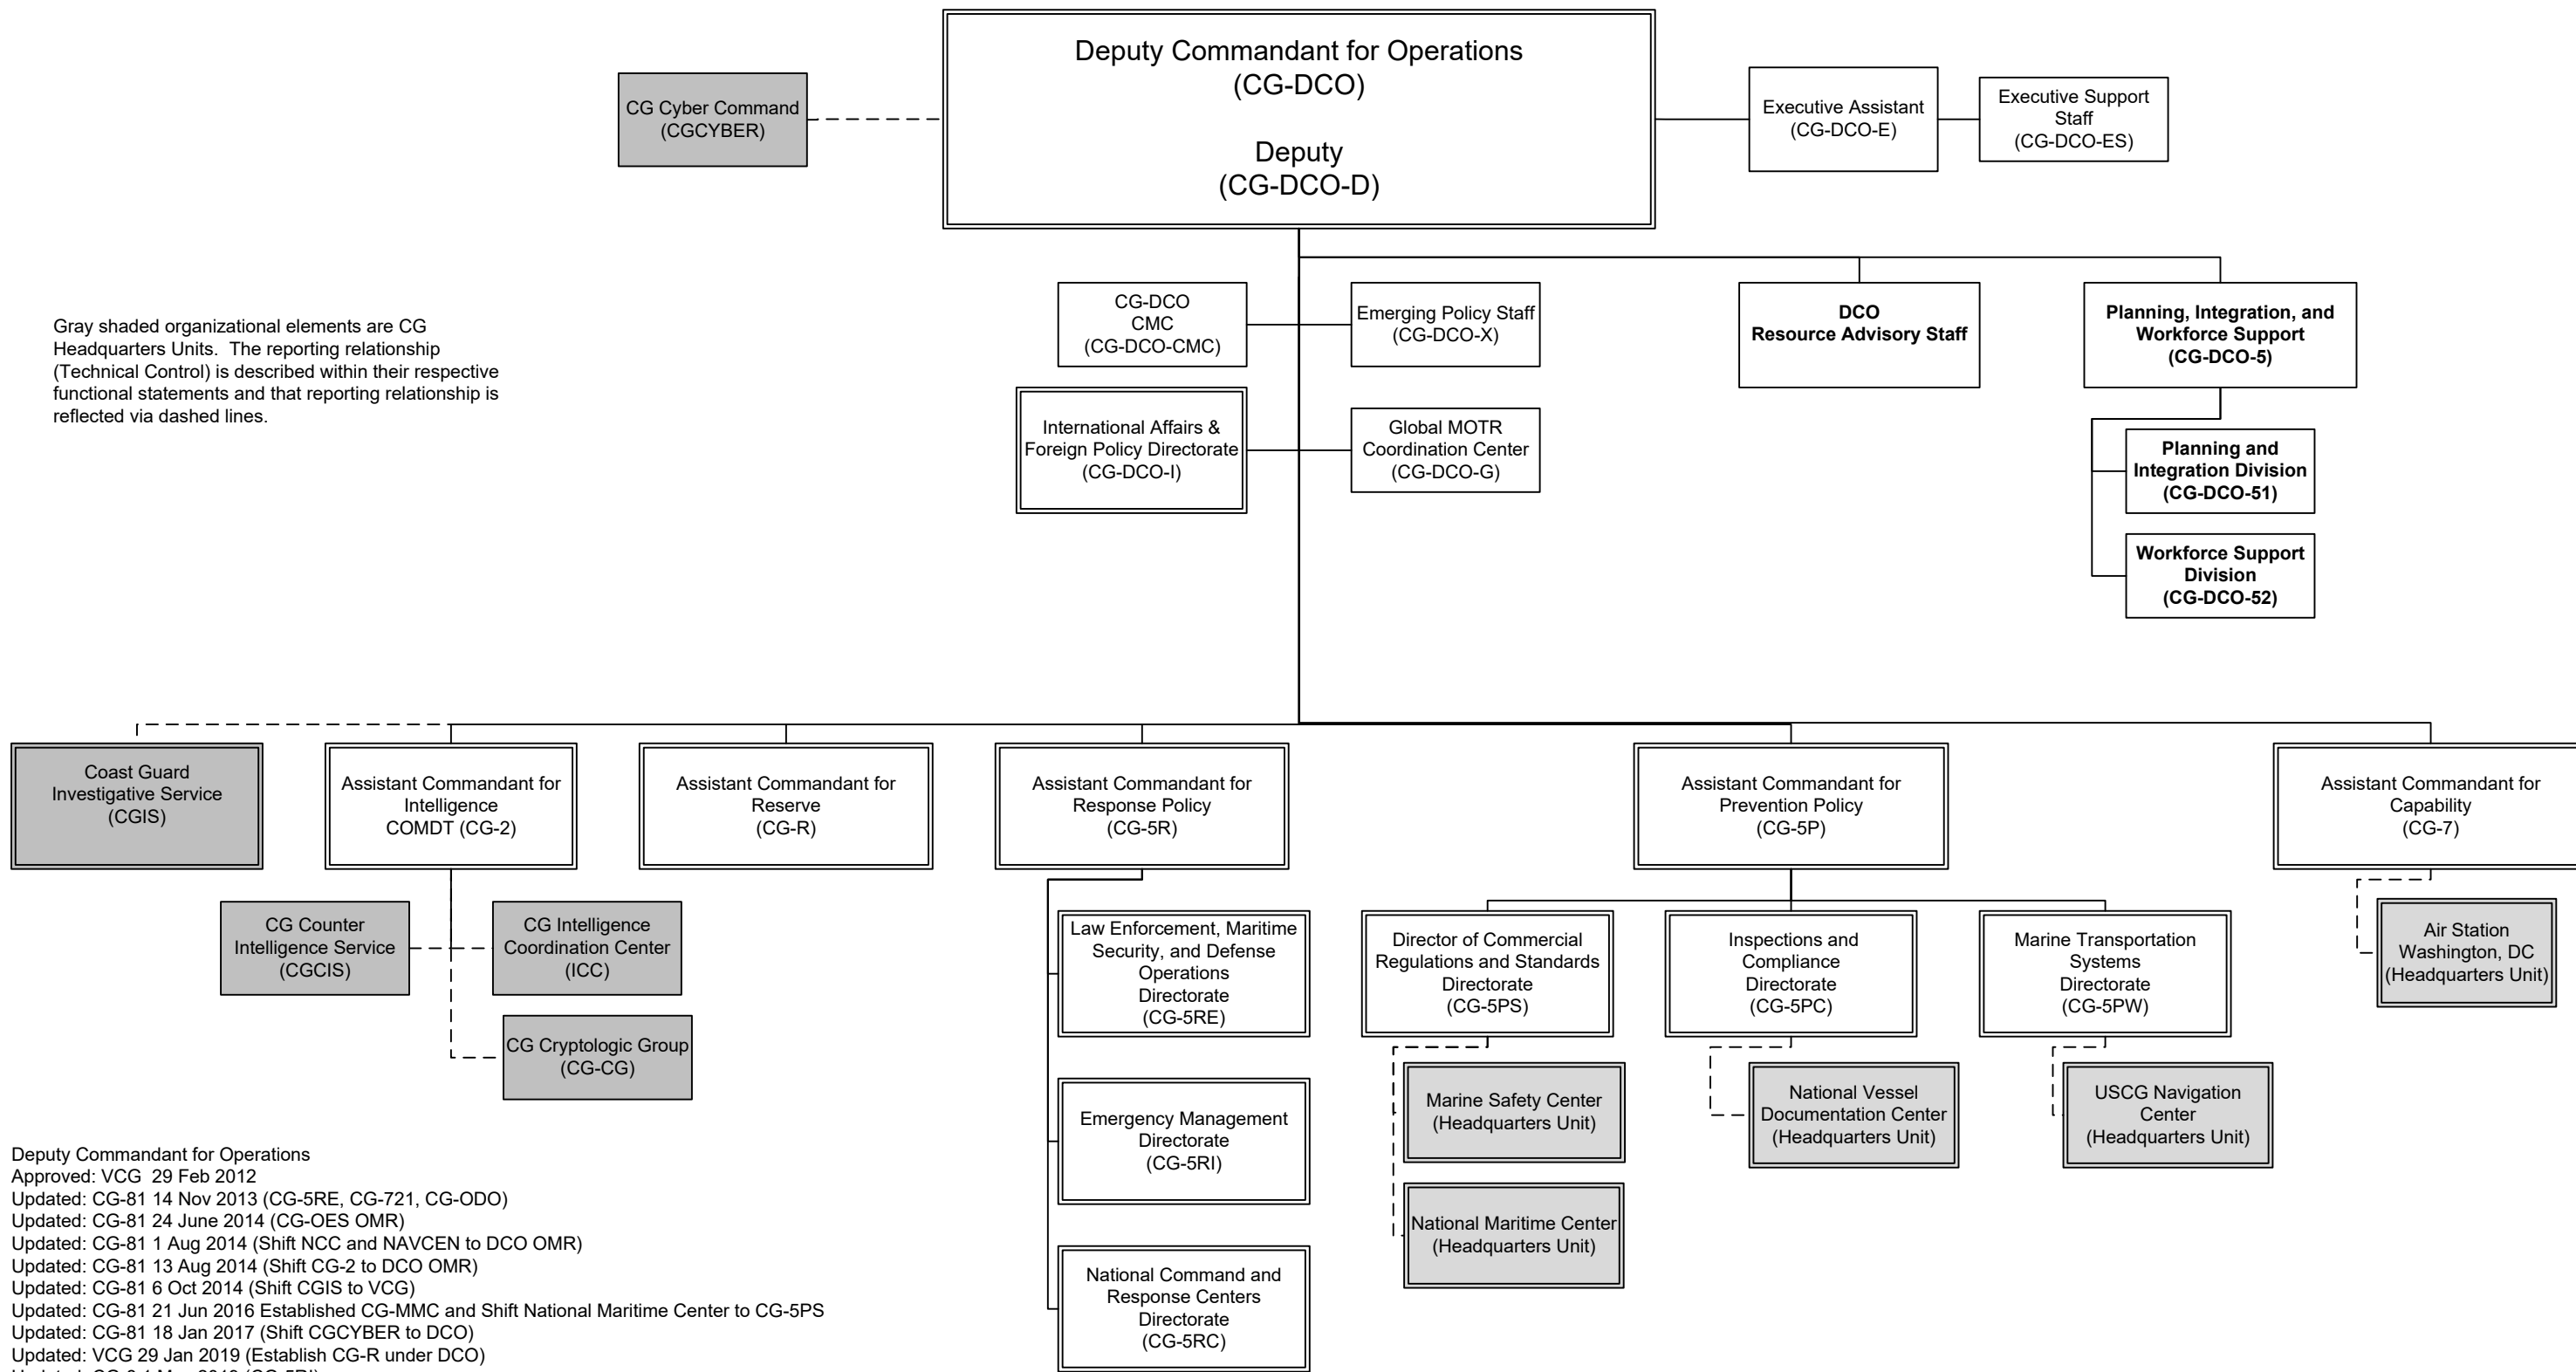 Deputy Commandant for Operations
(CG-DCO)
Deputy
(CG-DCO-D)
CG Cyber Command
(CGCYBER)
Executive Assistant
(CG-DCO-E)
Executive Support
Staff
(CG-DCO-ES)
Gray shaded organizational elements are CG
Headquarters Units.  The reporting relationship
(Technical Control) is described within their respective
functional statements and that reporting relationship is
reflected via dashed lines.
CG-DCO
CMC
(CG-DCO-CMC)
Emerging Policy Staff
(CG-DCO-X)
DCO
Resource Advisory Staff
Planning, Integration, and
Workforce Support
(CG-DCO-5)
International Affairs &
Foreign Policy Directorate
(CG-DCO-I)
Global MOTR
Coordination Center
(CG-DCO-G)
Planning and
Integration Division
(CG-DCO-51)
Workforce Support
Division
(CG-DCO-52)
Coast Guard
Investigative Service
(CGIS)
Assistant Commandant for
Intelligence
COMDT (CG-2)
Assistant Commandant for
Reserve
(CG-R)
Assistant Commandant for
Response Policy
(CG-5R)
Assistant Commandant for
Prevention Policy
(CG-5P)
Assistant Commandant for
Capability
(CG-7)
CG Counter
Intelligence Service
(CGCIS)
CG Intelligence
Coordination Center
(ICC)
CG Cryptologic Group
(CG-CG)
Law Enforcement, Maritime
Security, and Defense
Operations
Directorate
(CG-5RE)
Emergency Management
Directorate
(CG-5RI)
National Command and
Response Centers
Directorate
(CG-5RC)
Director of Commercial
Regulations and Standards
Directorate
(CG-5PS)
Inspections and
Compliance
Directorate
(CG-5PC)
Marine Transportation
Systems
Directorate
(CG-5PW)
Air Station
Washington, DC
(Headquarters Unit)
Marine Safety Center
(Headquarters Unit)
National Maritime Center
(Headquarters Unit)
National Vessel
Documentation Center
(Headquarters Unit)
USCG Navigation
Center
(Headquarters Unit)
Deputy Commandant for Operations
Approved: VCG  29 Feb 2012
Updated: CG-81 14 Nov 2013 (CG-5RE, CG-721, CG-ODO)
Updated: CG-81 24 June 2014 (CG-OES OMR)
Updated: CG-81 1 Aug 2014 (Shift NCC and NAVCEN to DCO OMR)
Updated: CG-81 13 Aug 2014 (Shift CG-2 to DCO OMR)
Updated: CG-81 6 Oct 2014 (Shift CGIS to VCG)
Updated: CG-81 21 Jun 2016 Established CG-MMC and Shift National Maritime Center to CG-5PS
Updated: CG-81 18 Jan 2017 (Shift CGCYBER to DCO)
Updated: VCG 29 Jan 2019 (Establish CG-R under DCO)